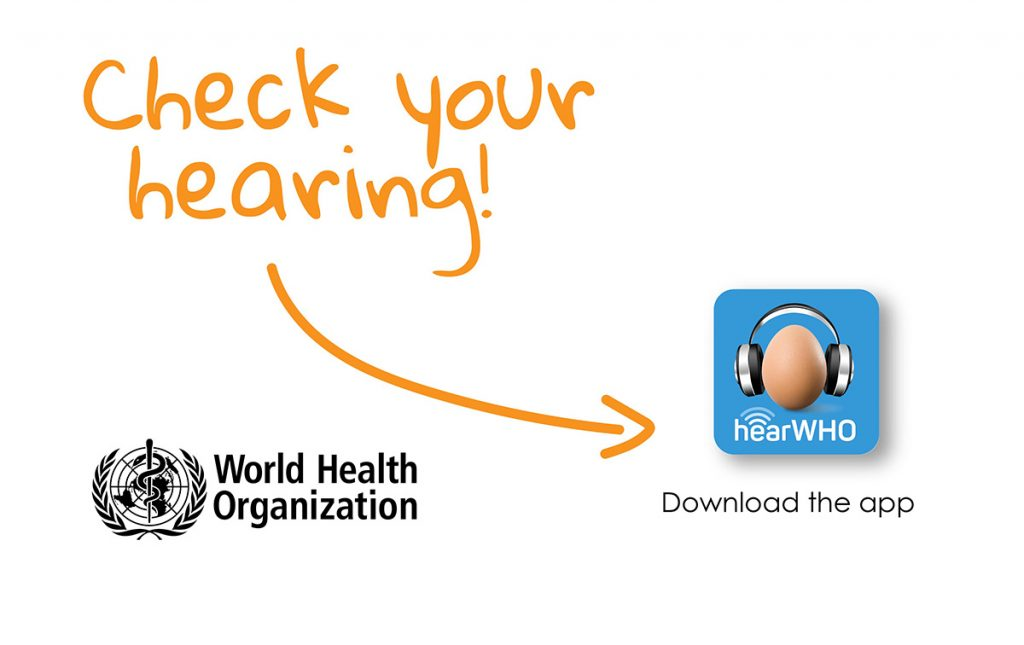 Check your
hearing!
hearWHO
World Health
Organization
Download the app